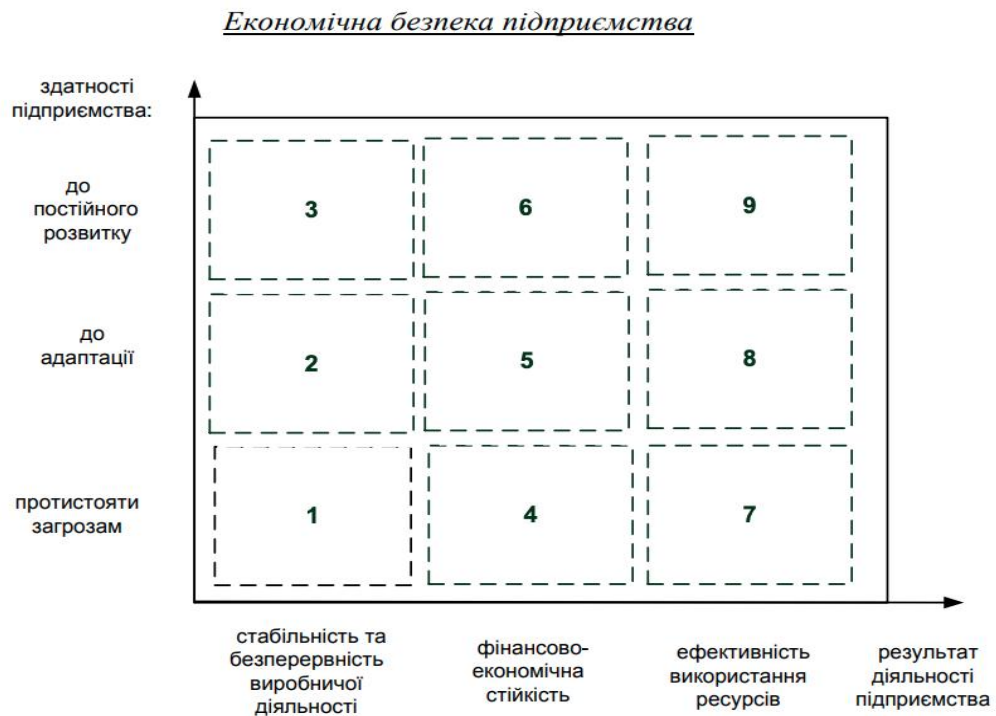 Економічна безпека підприємства
здатності
підприємства:
до
постійного
розвитку
3
6
9
до
адаптації
2
5
8
протистояти
загрозам
1
4
7
стабільність та
безперервність
виробничої
діяльності
фінансово-
економічна
стійкість
ефективність
використання
ресурсів
результат
діяльності
підприємства